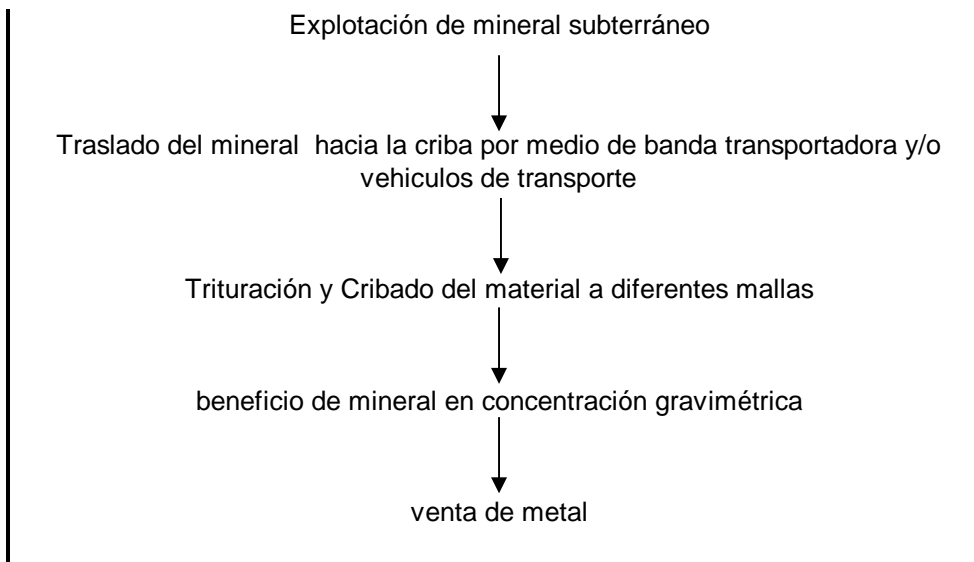 Explotación de mineral subterráneo
Traslado del mineral  hacia la criba por medio de banda transportadora y/o
vehiculos de transporte
Trituración y Cribado del material a diferentes mallas
beneficio de mineral en concentración gravimétrica
venta de metal